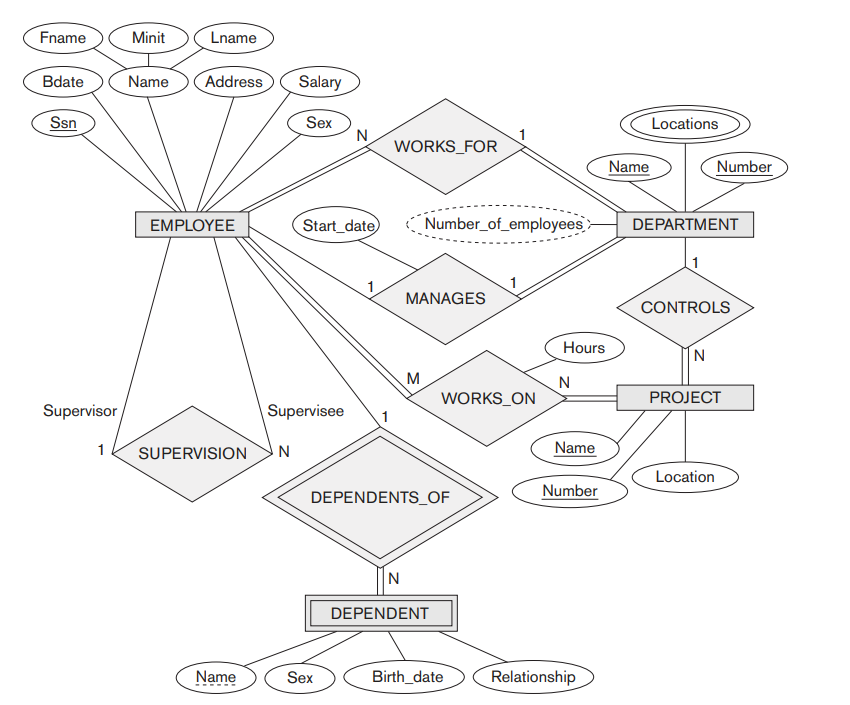 Fname
Minit
Lname
Bdate
Name
Address
Salary
Ssn
Sex
N
WORKS_FOR
1
Locations
Name
Number
EMPLOYEE
Start_date
Number_of_employees
DEPARTMENT
1
MANAGES
1
1
CONTROLS
N
Hours
M
WORKS_ON
N
PROJECT
Supervisor
Supervisee
1
SUPERVISION
N
1
Name
Number
Location
DEPENDENTS_OF
N
DEPENDENT
Name
Sex
Birth_date
Relationship